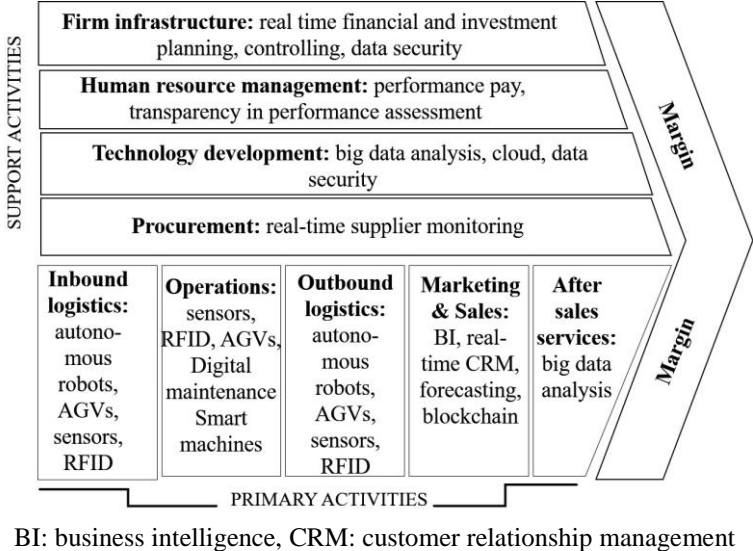 SUPPORT ACTIVITIES
Firm infrastructure: real time financial and investment
planning, controlling, data security
Human resource management: performance pay,
transparency in performance assessment
Technology development: big data analysis, cloud, data
security
Procurement: real-time supplier monitoring
Margin
Inbound
logistics:
autono-
mous
robots,
AGVs,
sensors,
RFID
Operations:
sensors,
RFID, AGVs,
Digital
maintenance
Smart
machines
Outbound
logistics:
autono-
mous
robots,
AGVs,
sensors,
RFID
Marketing
& Sales:
BI, real-
time CRM,
forecasting,
blockchain
After
sales
services:
big data
analysis
Margin
PRIMARY ACTIVITIES
BI: business intelligence, CRM: customer relationship management